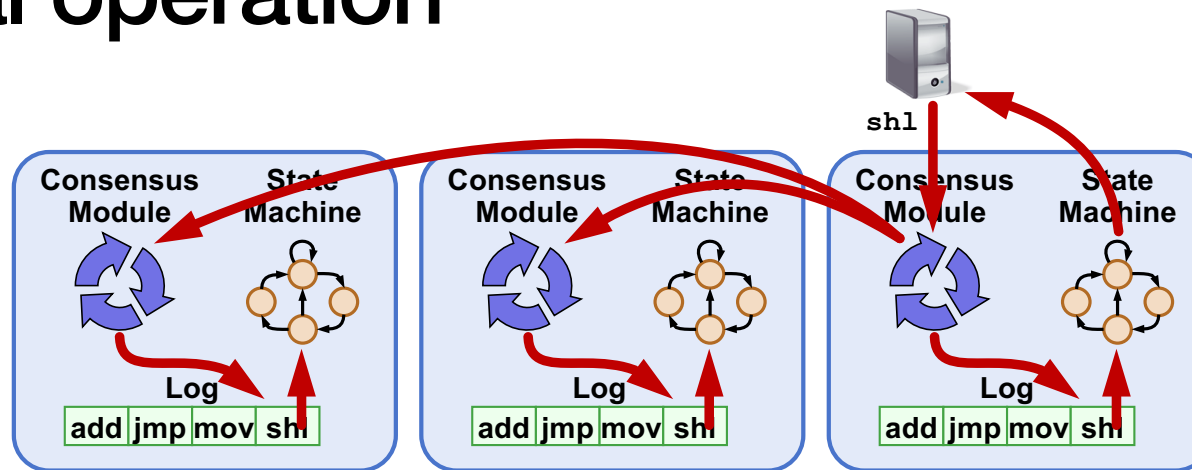 al operation
shl
Consensus Module
State Machine
Consensus Module
State Machine
Consensus Module
State Machine
Log
Log
Log
add jmp mov shl
add jmp mov shl
add jmp mov shl